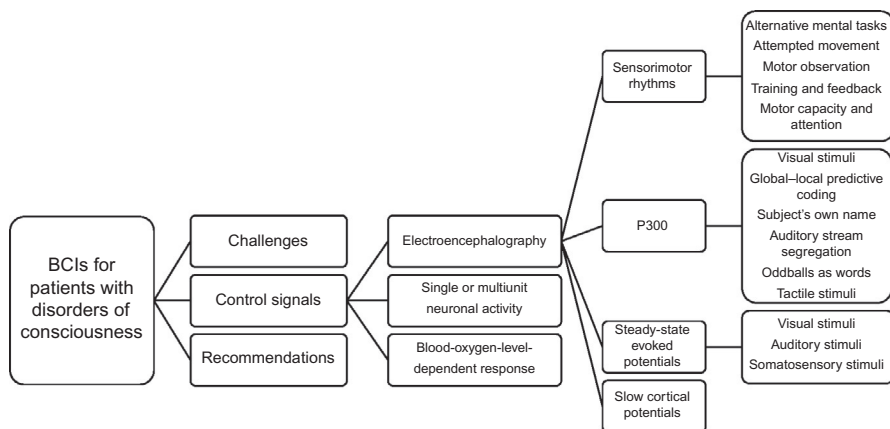 BCIs for
patients with
disorders of
consciousness
Challenges
Control signals
Recommendations
Electroencephalography
Single or multiunit
neuronal activity
Blood-oxygen-level-
dependent response
Sensorimotor
rhythms
P300
Steady-state
evoked
potentials
Slow cortical
potentials
Alternative mental tasks
Attempted movement
Motor observation
Training and feedback
Motor capacity and
attention
Visual stimuli
Global–local predictive
coding
Subject's own name
Auditory stream
segregation
Oddballs as words
Tactile stimuli
Visual stimuli
Auditory stimuli
Somatosensory stimuli